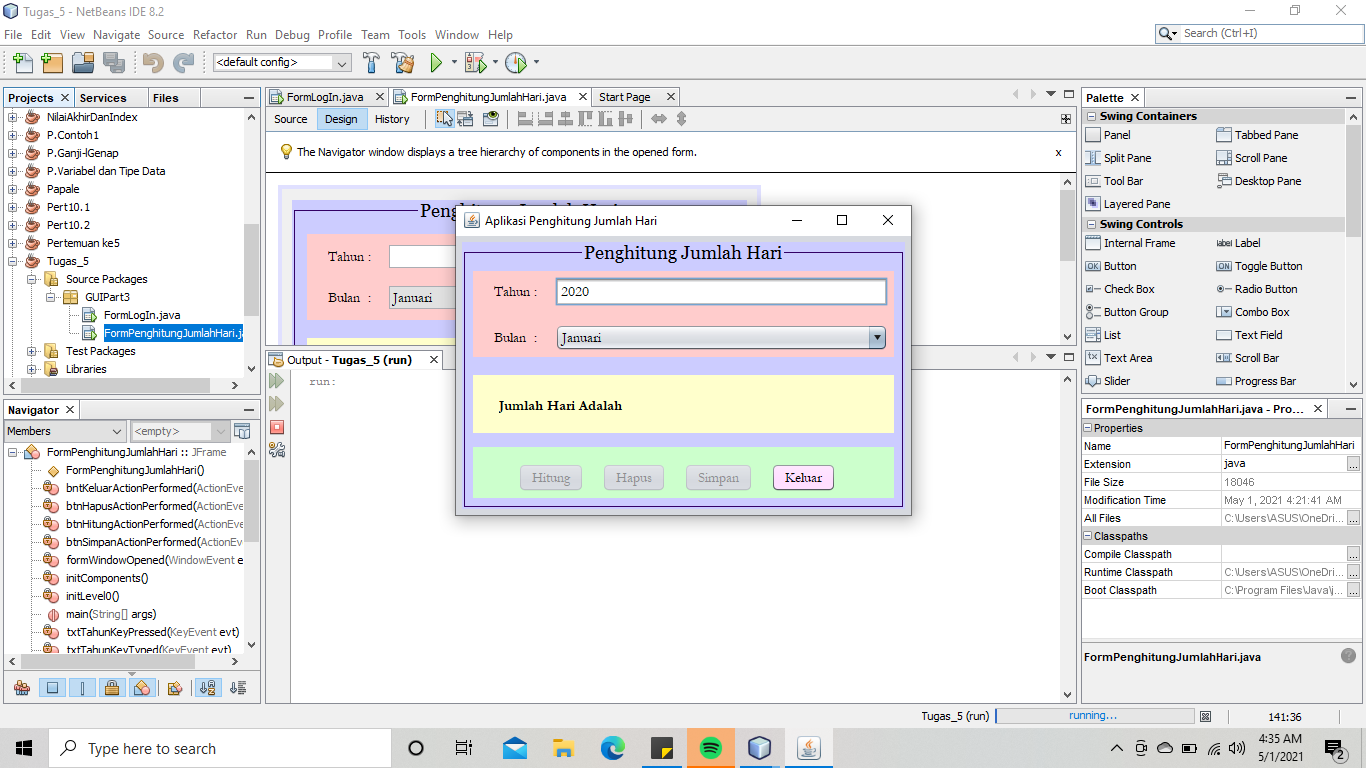 Tugas_5 - NetBeans IDE 8.2
File Edit View Navigate Source Refactor Run Debug Profile Team Tools Window Help
Search (Ctrl+I)
<default config>
Projects Services Files
NilaiAkhirDanIndex
P.Contoh1
P.Ganji-lGenap
P.Variabel dan Tipe Data
Papale
Pert10.1
Pert10.2
Pertemuan ke5
Tugas_5
Source Packages
GUIPart3
FormLogIn.java
FormPenghitungJumlahHari.ja
Test Packages
Libraries
Navigator
Members <empty>
FormPenghitungJumlahHari :: JFrame
FormPenghitungJumlahHari()
bntKeluarActionPerformed(ActionEve
btnHapusActionPerformed(ActionEve
btnHitungActionPerformed(ActionEve
btnSimpanActionPerformed(ActionEv
formWindowOpened(WindowEvent e
initComponents()
initLevel0()
main(String[] args)
txtTahunKeyPressed(KeyEvent evt)
txtTahunKeyTyped(KeyEvent evt)
FormLogIn.java FormPenghitungJumlahHari.java Start Page
Source Design History
The Navigator window displays a tree hierarchy of components in the opened form. x
Tahun :
Bulan : Januari
Aplikasi Penghitung Jumlah Hari
Penghitung Jumlah Hari
Tahun : 2020
Bulan : Januari
Jumlah Hari Adalah
Hitung Hapus Simpan Keluar
Output - Tugas_5 (run)
run:
Palette
Swing Containers
Panel Tabbed Pane
Split Pane Scroll Pane
Tool Bar Desktop Pane
Layered Pane
Swing Controls
Internal Frame label Label
OK Button ON Toggle Button
Check Box Radio Button
Button Group Combo Box
List Text Field
Text Area Scroll Bar
Slider Progress Bar
FormPenghitungJumlahHari.java - Pro...
Properties
Name FormPenghitungJumlahHari
Extension java ...
File Size 18046
Modification Time May 1, 2021 4:21:41 AM
All Files C:\Users\ASUS\OneDri... ...
Classpaths
Compile Classpath ...
Runtime Classpath C:\Users\ASUS\OneDri... ...
Boot Classpath C:\Program Files\Java\j... ...
FormPenghitungJumlahHari.java
Tugas_5 (run) running... 141:36
Type here to search
4:35 AM
5/1/2021
2